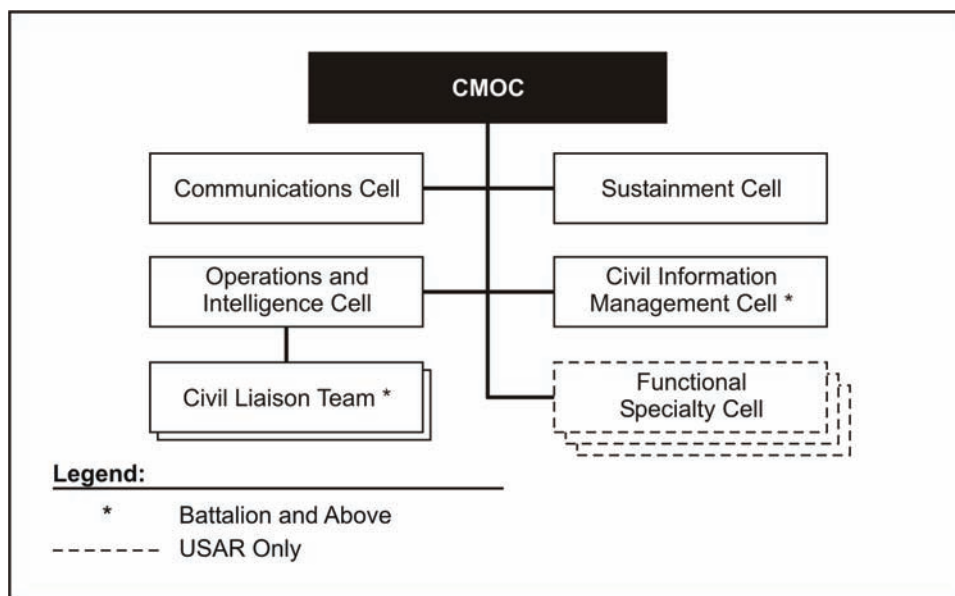 CMOC
Communications Cell
Sustainment Cell
Operations and
Intelligence Cell
Civil Information
Management Cell *
Civil Liaison Team *
Functional
Specialty Cell
Legend:
* Battalion and Above
USAR Only